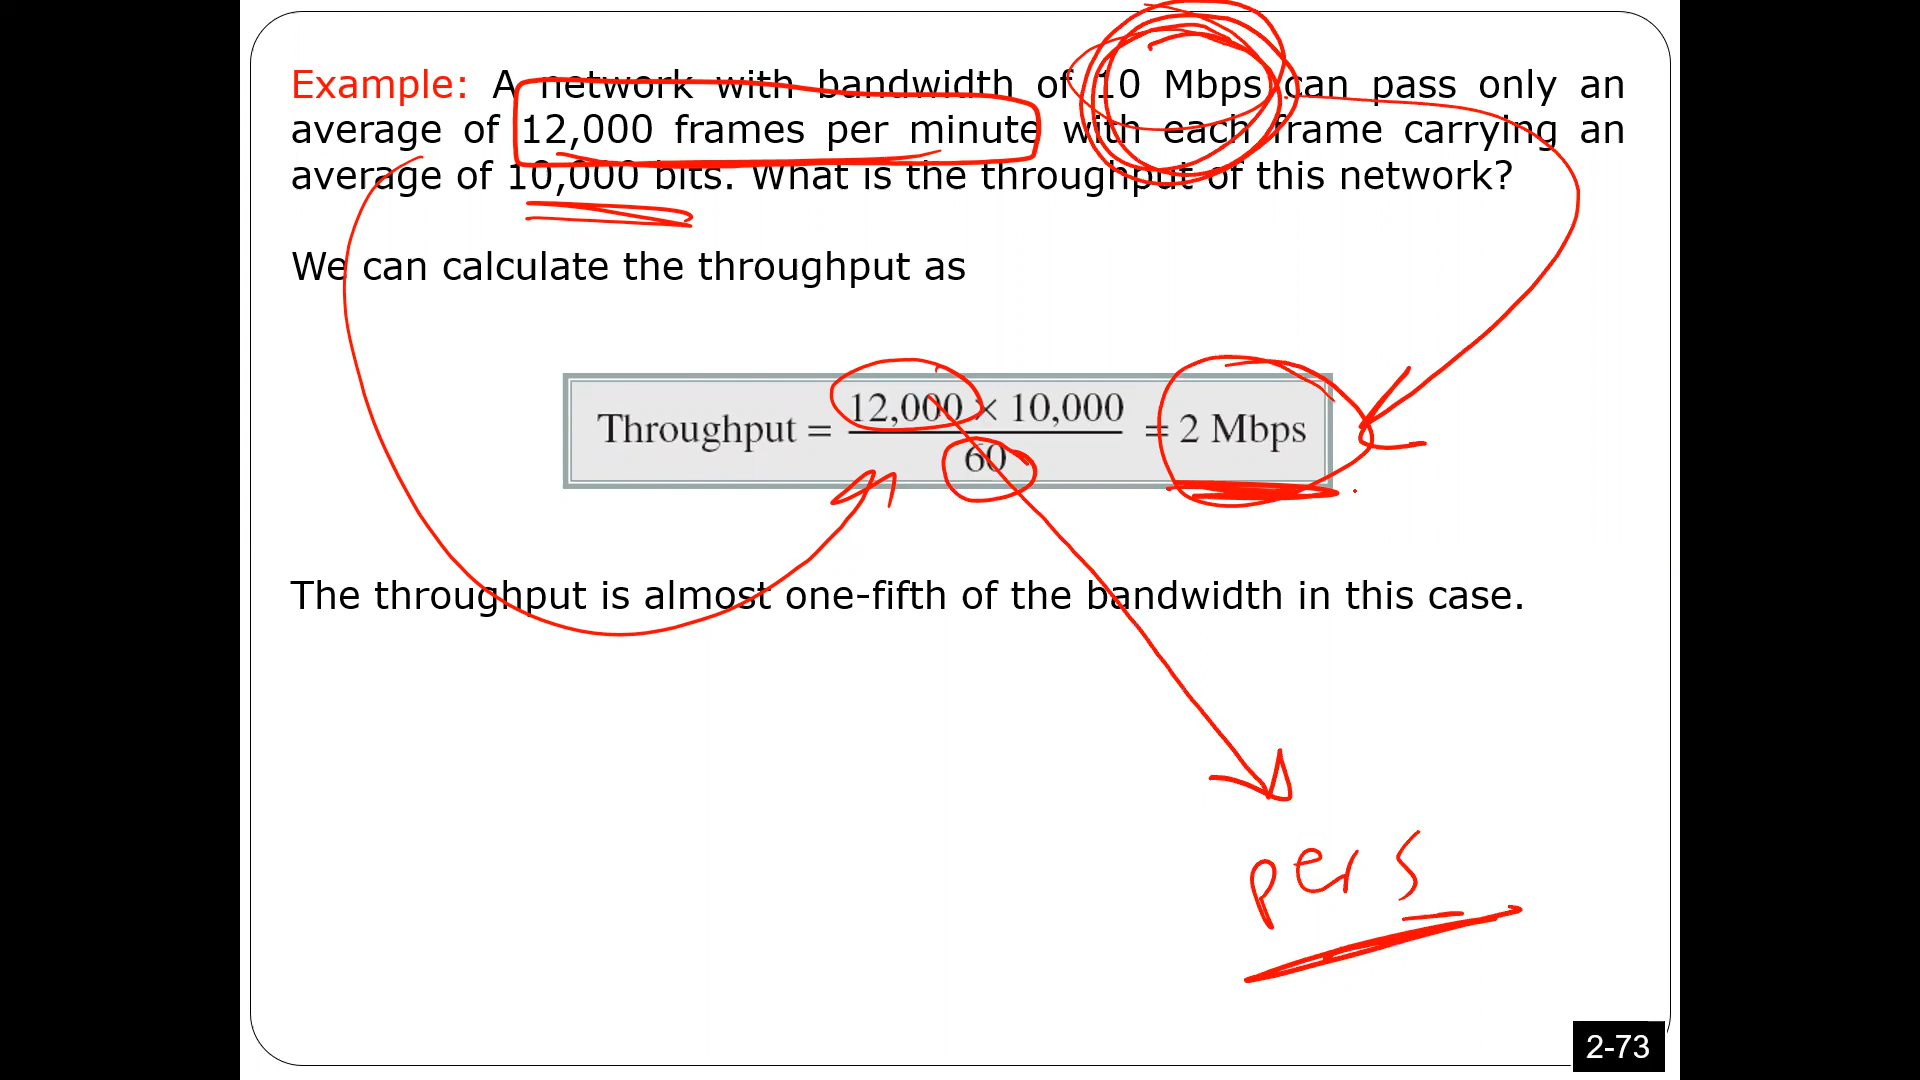 Example: A network with bandwidth of 10 Mbps can pass only an
average of 12,000 frames per minute with each frame carrying an
average of 10,000 bits. What is the throughput of this network?
We can calculate the throughput as
Throughput = 12,000 × 10,000 / 60 = 2 Mbps
The throughput is almost one-fifth of the bandwidth in this case.
per s
2-73